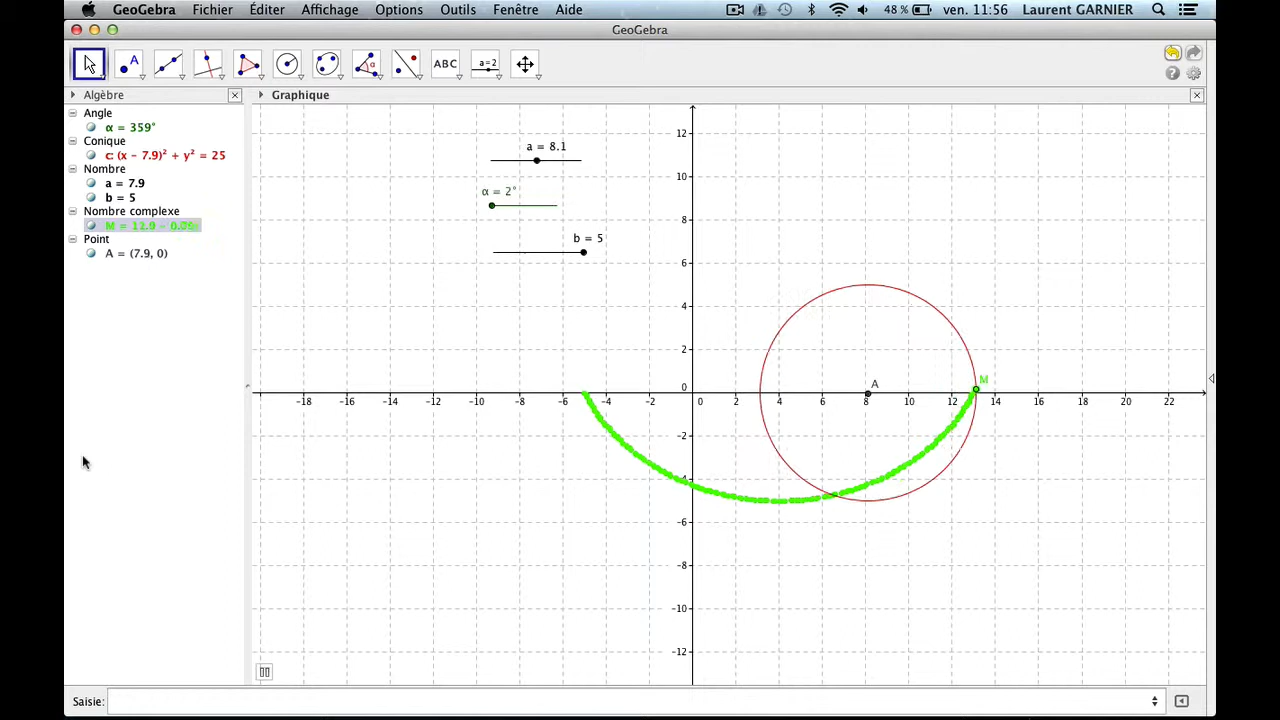 GeoGebra Fichier Éditer Affichage Options Outils Fenêtre Aide 48 % ven. 11:56 Laurent GARNIER
GeoGebra
A α ABC a=2
Algèbre Graphique
Angle
α = 359°
Conique
c: (x – 7.9)² + y² = 25
Nombre
a = 7.9
b = 5
Nombre complexe
Point
A = (7.9, 0)
a = 8.1
α = 2°
b = 5
12
10
8
6
4
2
0
A M
-18 -16 -14 -12 -10 -8 -6 -4 -2 0 2 4 6 8 10 12 14 16 18 20 22
-2
-4
-6
-8
-10
-12
Saisie: